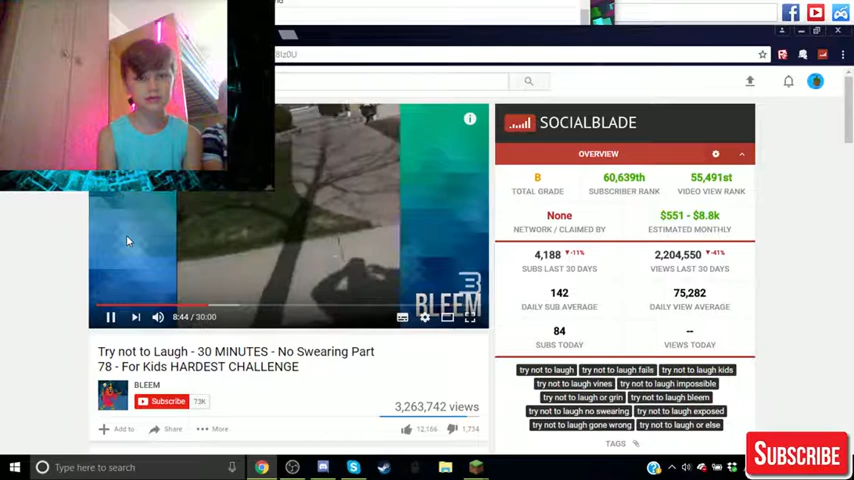 8Iz0U
SOCIALBLADE
OVERVIEW
B
TOTAL GRADE
60,639th
SUBSCRIBER RANK
55,491st
VIDEO VIEW RANK
None
NETWORK / CLAIMED BY
$551 - $8.8k
ESTIMATED MONTHLY
4,188 -11%
SUBS LAST 30 DAYS
2,204,550 -41%
VIEWS LAST 30 DAYS
142
DAILY SUB AVERAGE
75,282
DAILY VIEW AVERAGE
84
SUBS TODAY
--
VIEWS TODAY
try not to laugh try not to laugh fails try not to laugh kids
try not to laugh vines try not to laugh impossible
try not to laugh or grin try not to laugh bleem
try not to laugh no swearing try not to laugh exposed
try not to laugh gone wrong try not to laugh or else
TAGS
BLEEM
8:44 / 30:00
Try not to Laugh - 30 MINUTES - No Swearing Part
78 - For Kids HARDEST CHALLENGE
BLEEM
Subscribe 73K
3,263,742 views
Add to Share More
12,166 1,734
SUBSCRIBE
Type here to search